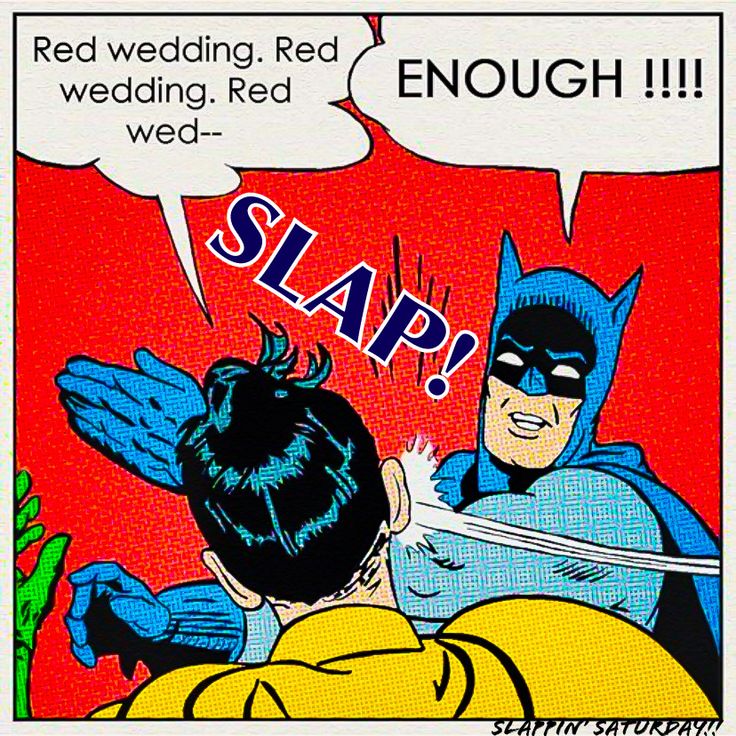 Red wedding. Red
wedding. Red
wed--
ENOUGH !!!!
SLAP!
SLAPPIN' SATURDAY!!